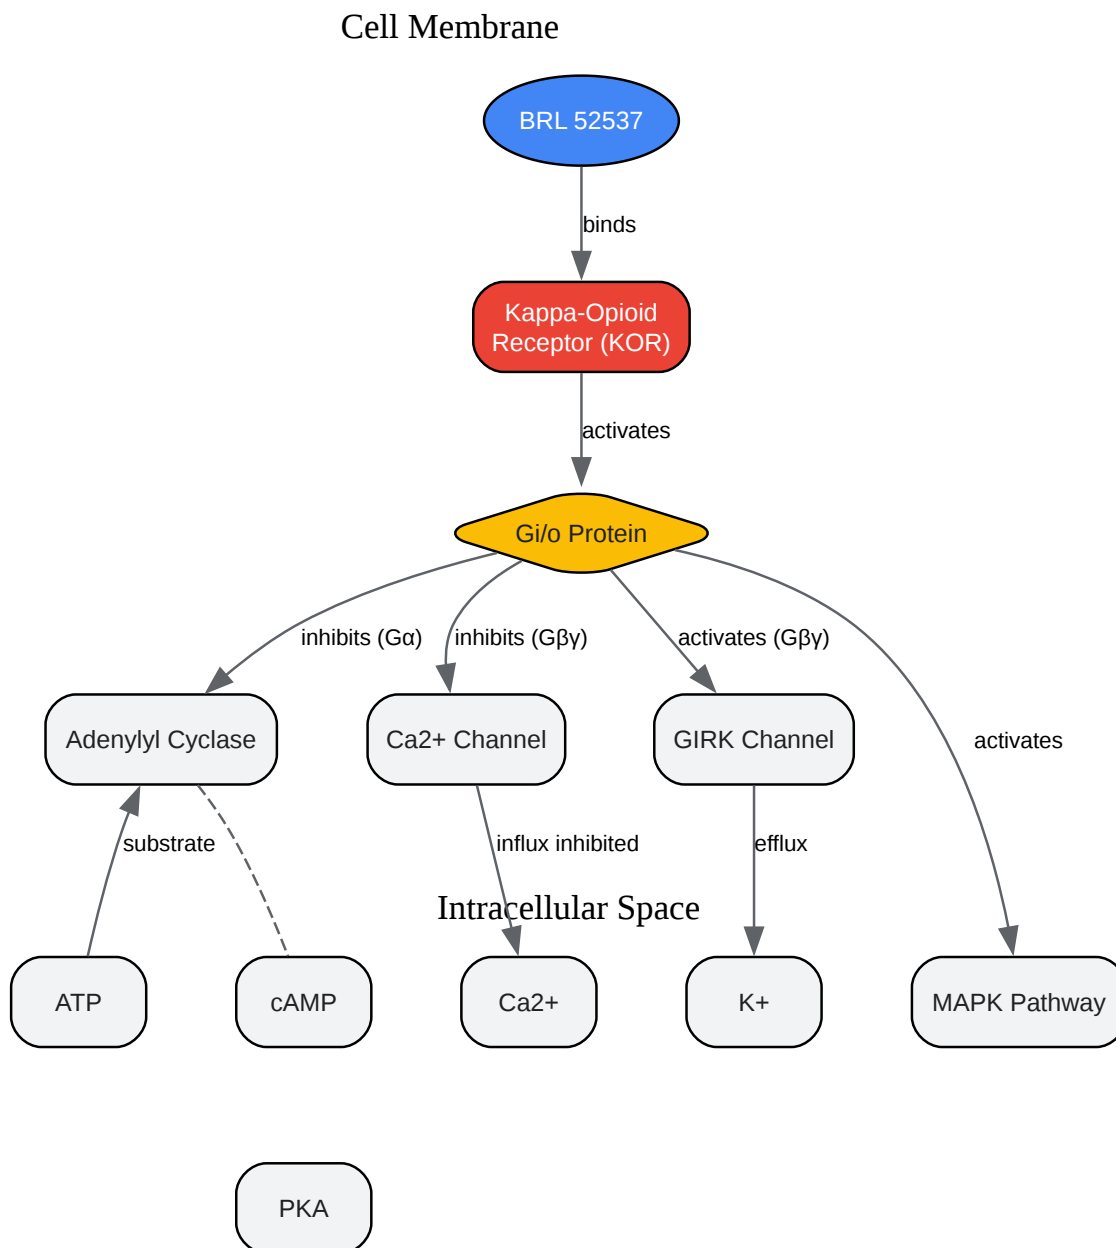 Cell Membrane
BRL 52537
binds
Kappa-Opioid
Receptor (KOR)
activates
Gi/o Protein
inhibits (Gα)
inhibits (Gβγ)
activates (Gβγ)
Adenylyl Cyclase
Ca2+ Channel
GIRK Channel
activates
substrate
influx inhibited
efflux
Intracellular Space
ATP
cAMP
Ca2+
K+
MAPK Pathway
PKA